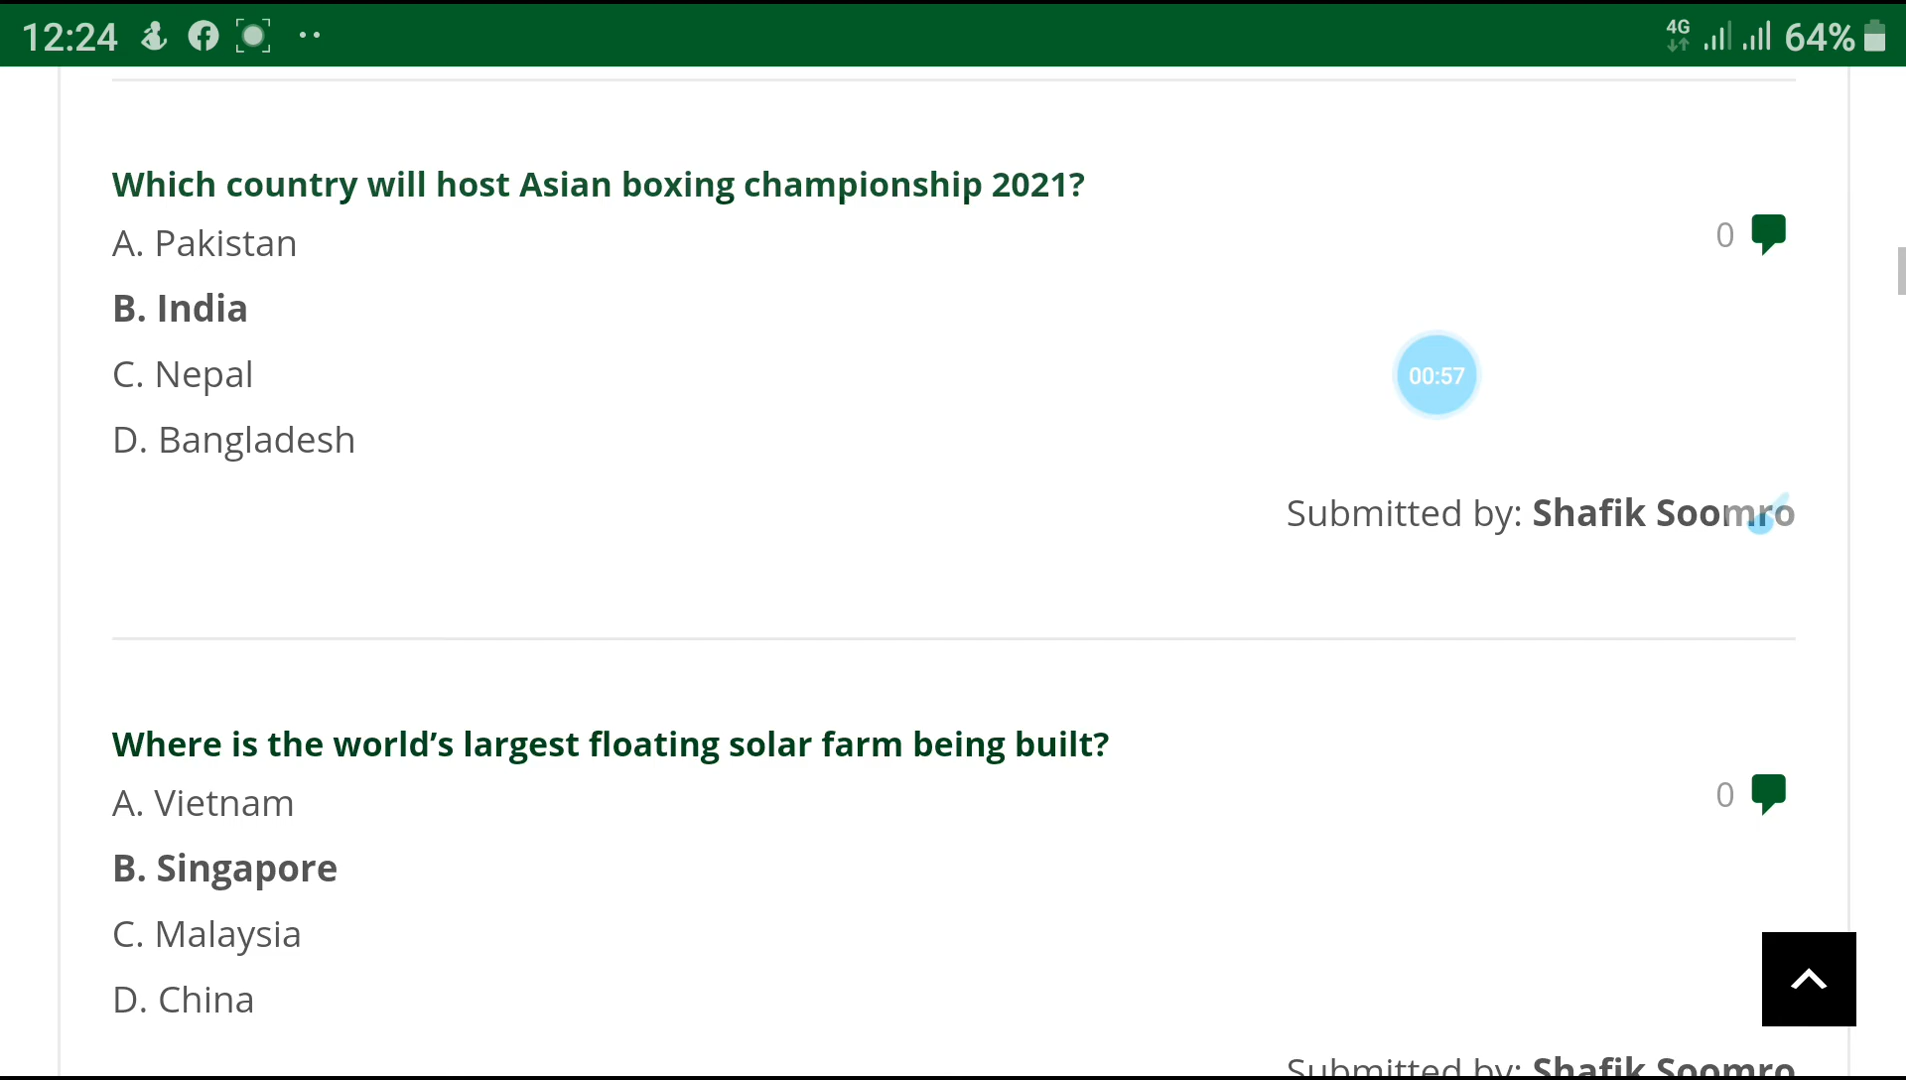 12:24
4G
64%
Which country will host Asian boxing championship 2021?
A. Pakistan
0
B. India
C. Nepal
00:57
D. Bangladesh
Submitted by: Shafik Soomro
Where is the world’s largest floating solar farm being built?
A. Vietnam
0
B. Singapore
C. Malaysia
D. China
Submitted by: Shafik Soomro